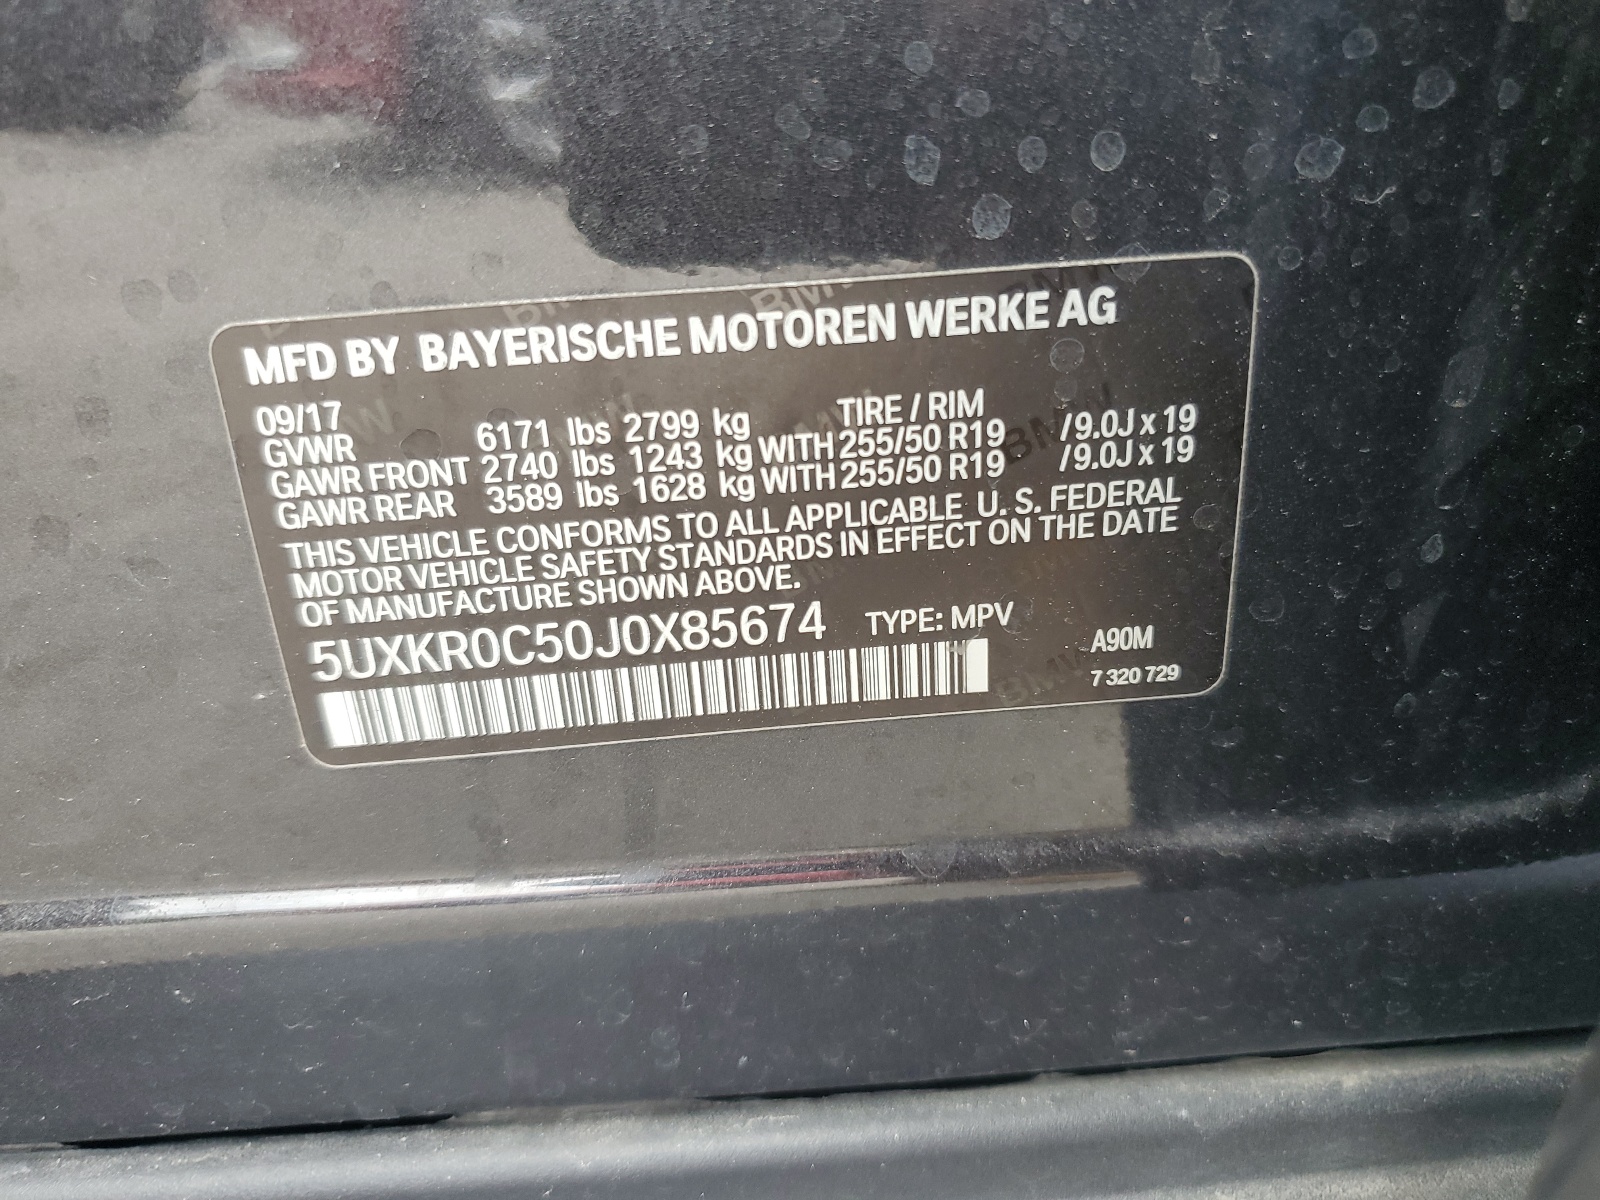 MFD BY BAYERISCHE MOTOREN WERKE AG
09/17 TIRE / RIM
GVWR 6171 lbs 2799 kg
GAWR FRONT 2740 lbs 1243 kg WITH 255/50 R19 /9.0J x 19
GAWR REAR 3589 lbs 1628 kg WITH 255/50 R19 /9.0J x 19
THIS VEHICLE CONFORMS TO ALL APPLICABLE U. S. FEDERAL
MOTOR VEHICLE SAFETY STANDARDS IN EFFECT ON THE DATE
OF MANUFACTURE SHOWN ABOVE.
5UXKR0C50J0X85674 TYPE: MPV
A90M
7 320 729